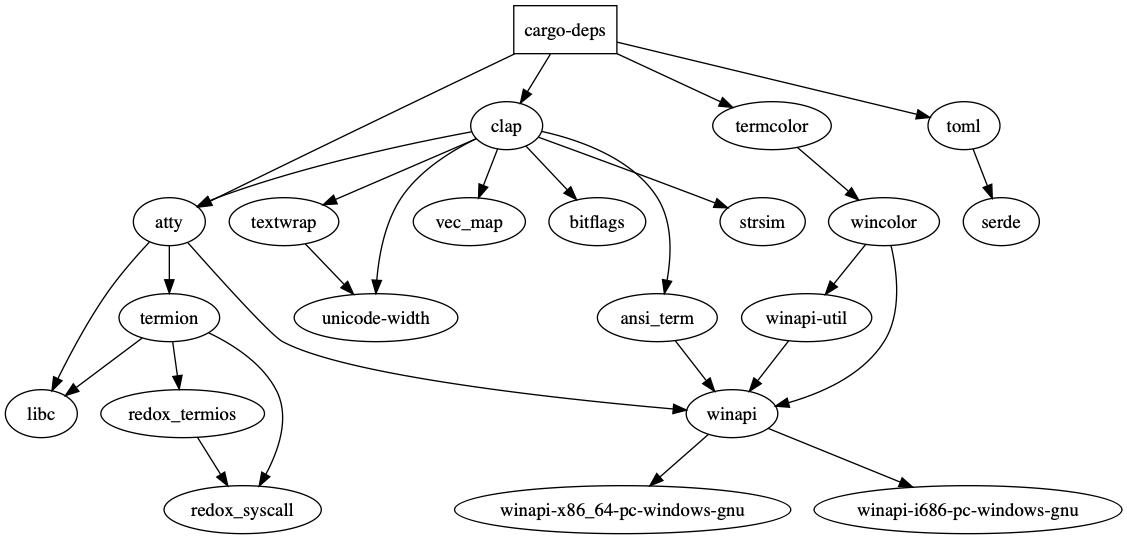 cargo-deps
clap
termcolor
toml
atty
textwrap
vec_map
bitflags
strsim
wincolor
serde
termion
unicode-width
ansi_term
winapi-util
libc
redox_termios
winapi
redox_syscall
winapi-x86_64-pc-windows-gnu
winapi-i686-pc-windows-gnu